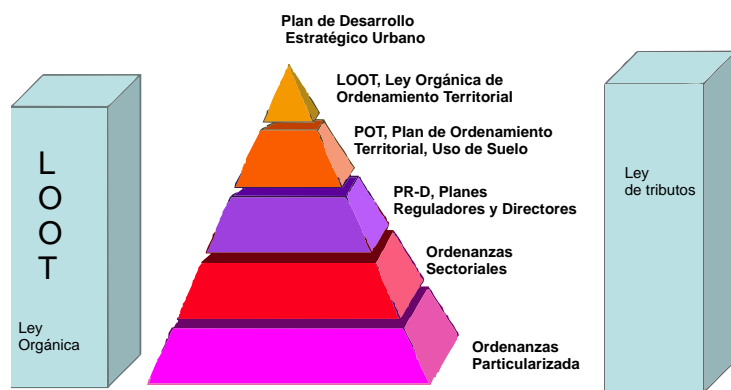 Plan de Desarrollo
Estratégico Urbano
LOOT, Ley Orgánica de
Ordenamiento Territorial
POT, Plan de Ordenamiento
Territorial, Uso de Suelo
PR-D, Planes
Reguladores y Directores
Ordenanzas
Sectoriales
Ordenanzas
Particularizada
L
O
O
T
Ley
Orgánica
Ley
de tributos